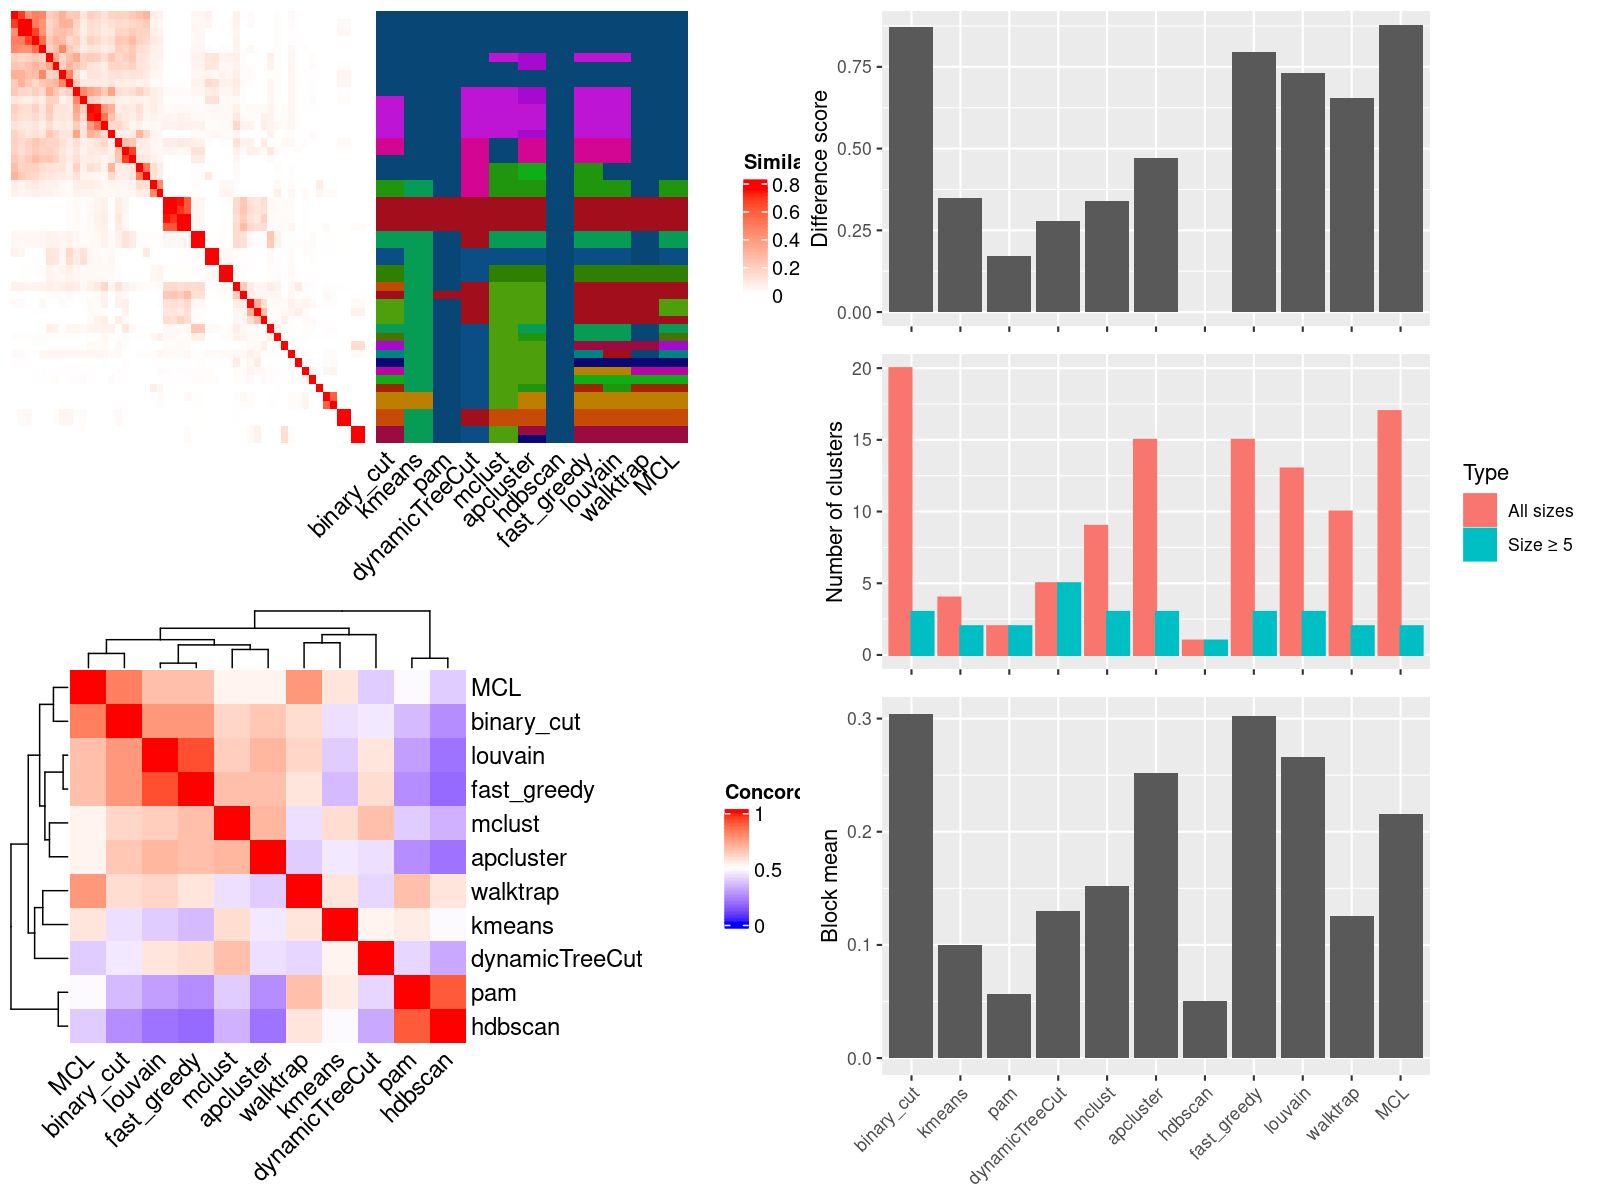 Simila
0.8
0.6
0.4
0.2
0
binary_cut
kmeans
pam
dynamicTreeCut
mclust
apcluster
hdbscan
fast_greedy
louvain
walktrap
MCL
MCL
binary_cut
louvain
fast_greedy
mclust
apcluster
walktrap
kmeans
dynamicTreeCut
pam
hdbscan
MCL
binary_cut
louvain
fast_greedy
mclust
apcluster
walktrap
kmeans
dynamicTreeCut
pam
hdbscan
Concord
1
0.5
0
Difference score
0.75
0.50
0.25
0.00
Number of clusters
20
15
10
5
0
Type
All sizes
Size ≥ 5
Block mean
0.3
0.2
0.1
0.0
binary_cut
kmeans
pam
dynamicTreeCut
mclust
apcluster
hdbscan
fast_greedy
louvain
walktrap
MCL